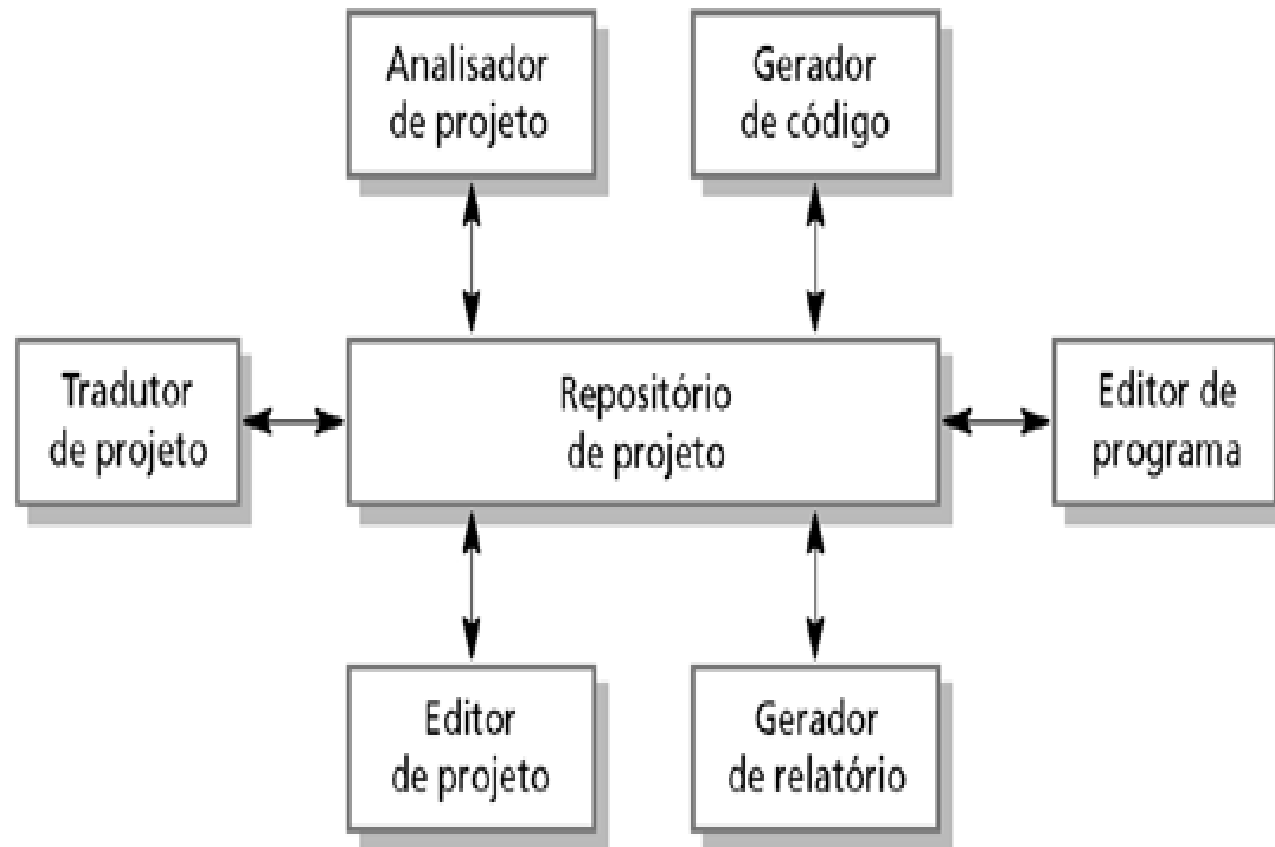 Analisador
de projeto
Gerador
de código
Tradutor
de projeto
Repositório
de projeto
Editor de
programa
Editor
de projeto
Gerador
de relatório